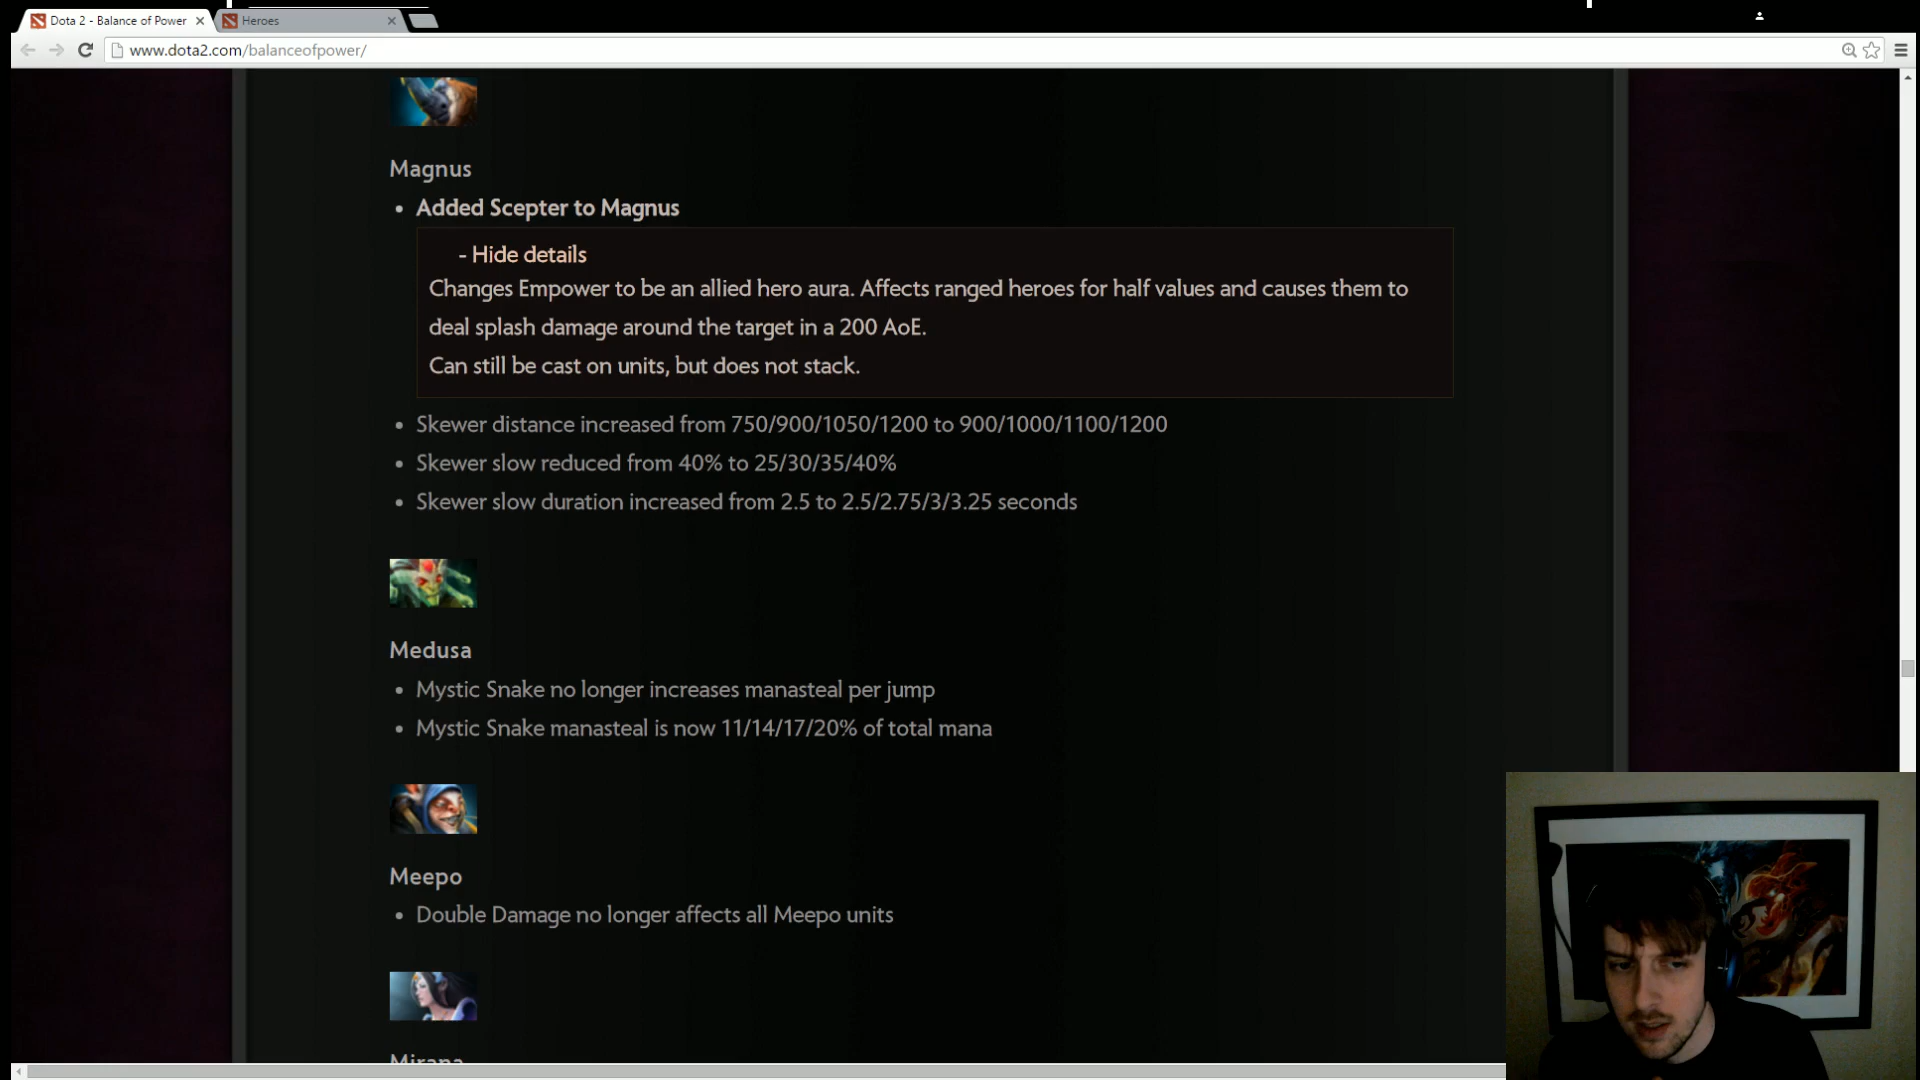 Dota 2 - Balance of Power
Heroes
www.dota2.com/balanceofpower/
Magnus
• Added Scepter to Magnus
- Hide details
Changes Empower to be an allied hero aura. Affects ranged heroes for half values and causes them to
deal splash damage around the target in a 200 AoE.
Can still be cast on units, but does not stack.
• Skewer distance increased from 750/900/1050/1200 to 900/1000/1100/1200
• Skewer slow reduced from 40% to 25/30/35/40%
• Skewer slow duration increased from 2.5 to 2.5/2.75/3/3.25 seconds
Medusa
• Mystic Snake no longer increases manasteal per jump
• Mystic Snake manasteal is now 11/14/17/20% of total mana
Meepo
• Double Damage no longer affects all Meepo units
Mirana